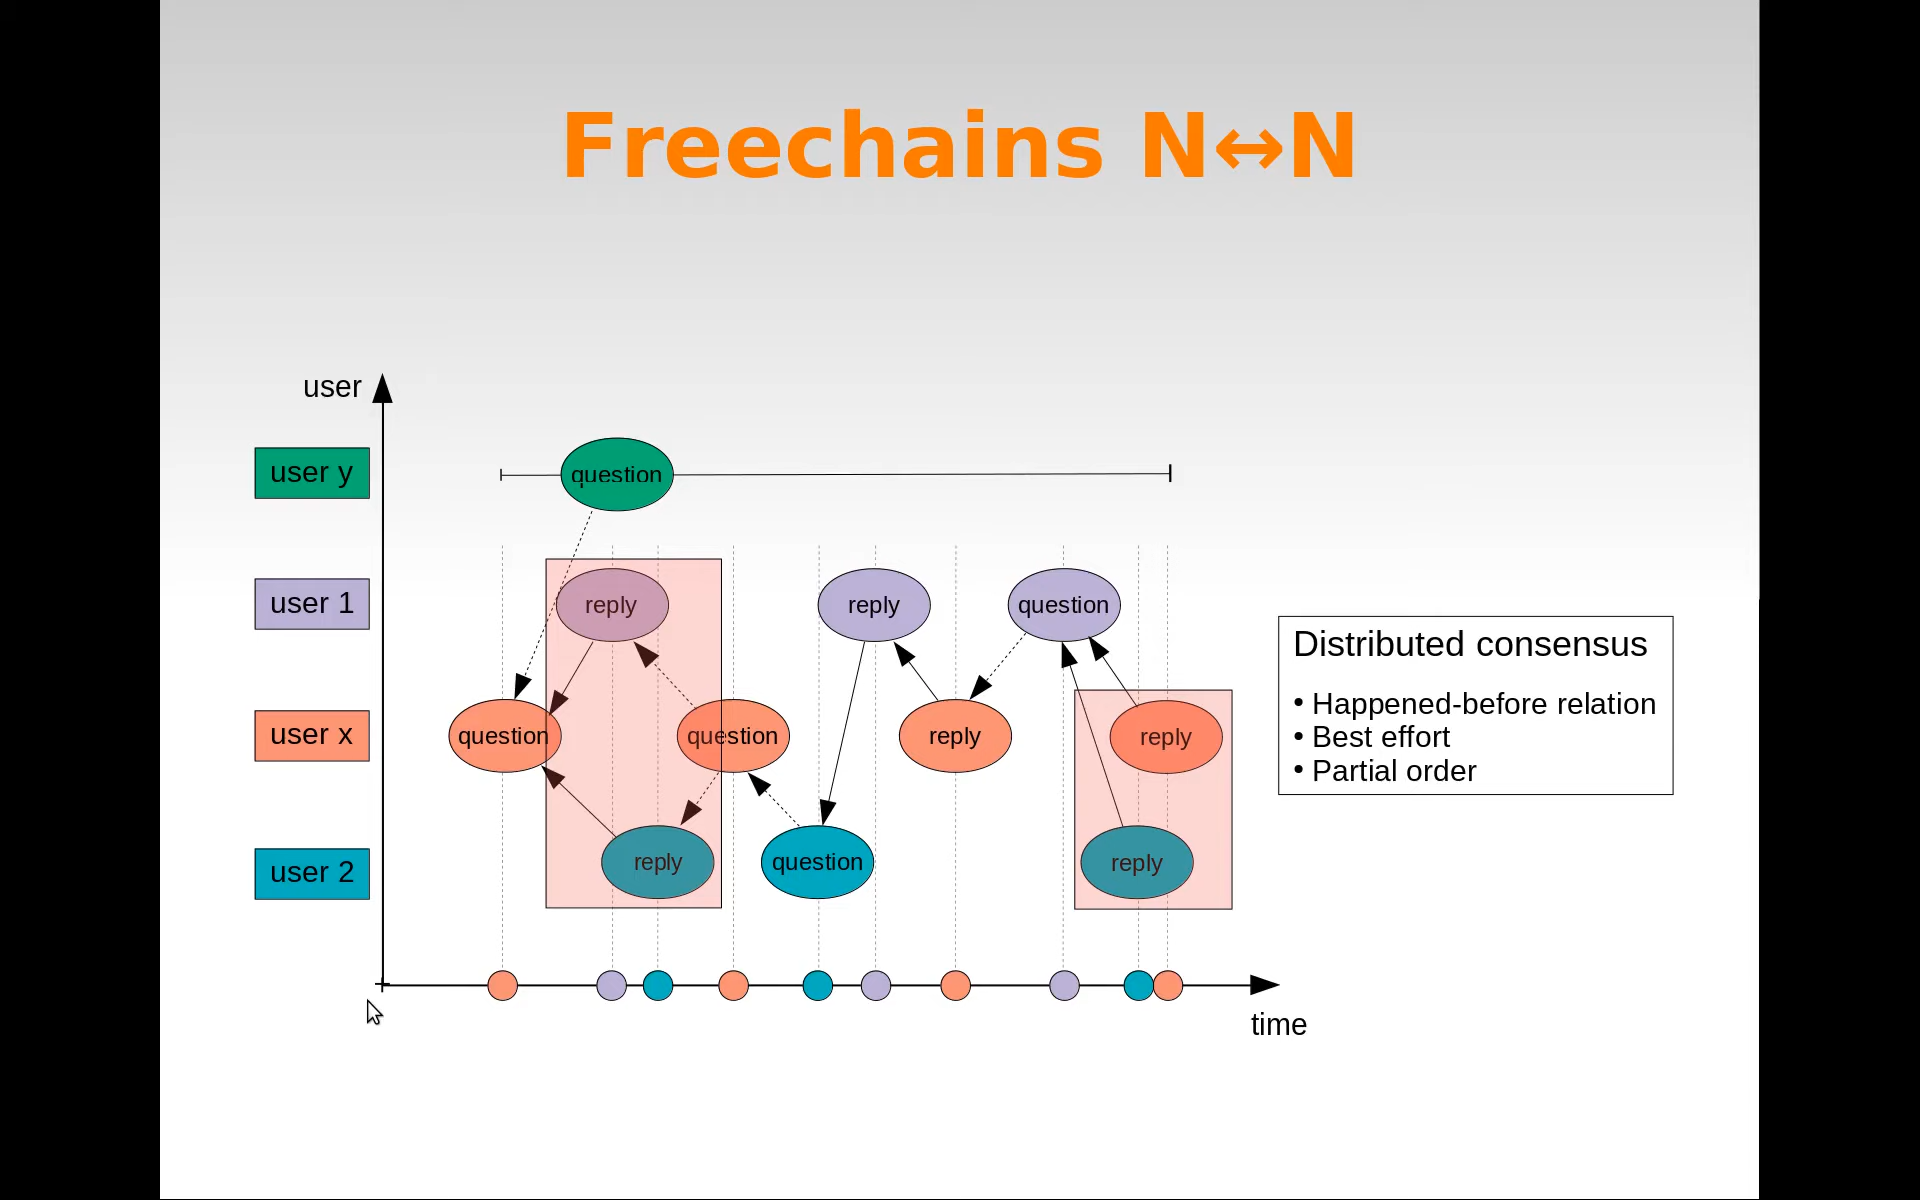 Freechains N↔N
user
user y
question
user 1
reply
reply
question
Distributed consensus
• Happened-before relation
• Best effort
• Partial order
user x
question
question
reply
reply
user 2
reply
question
reply
time